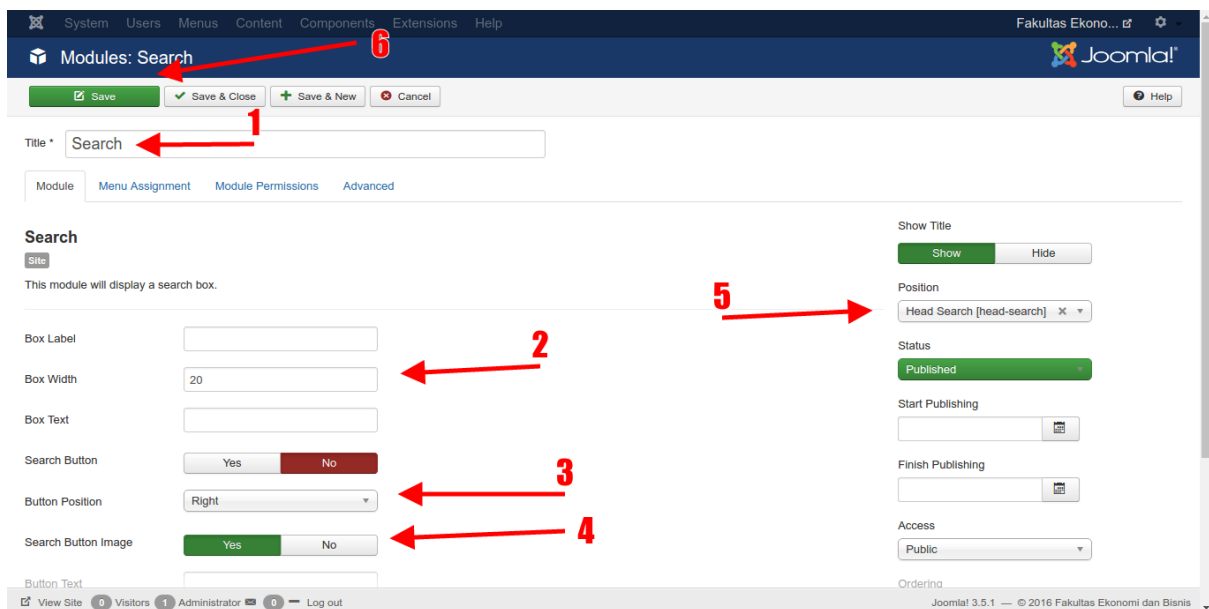 System Users Menus Content Components Extensions Help Fakultas Ekono...
6
Modules: Search Joomla!
Save Save & Close Save & New Cancel Help
1
Title * Search
Module Menu Assignment Module Permissions Advanced
Show Title
Search
Show Hide
Site
This module will display a search box.
Position
5
Head Search [head-search]
Box Label
2
Status
Box Width 20
Published
Start Publishing
Box Text
Search Button Yes No
3
Finish Publishing
Button Position Right
4
Access
Search Button Image Yes No
Public
Button Text Ordering
View Site 0 Visitors 1 Administrator 0 Log out Joomla! 3.5.1 — © 2016 Fakultas Ekonomi dan Bisnis